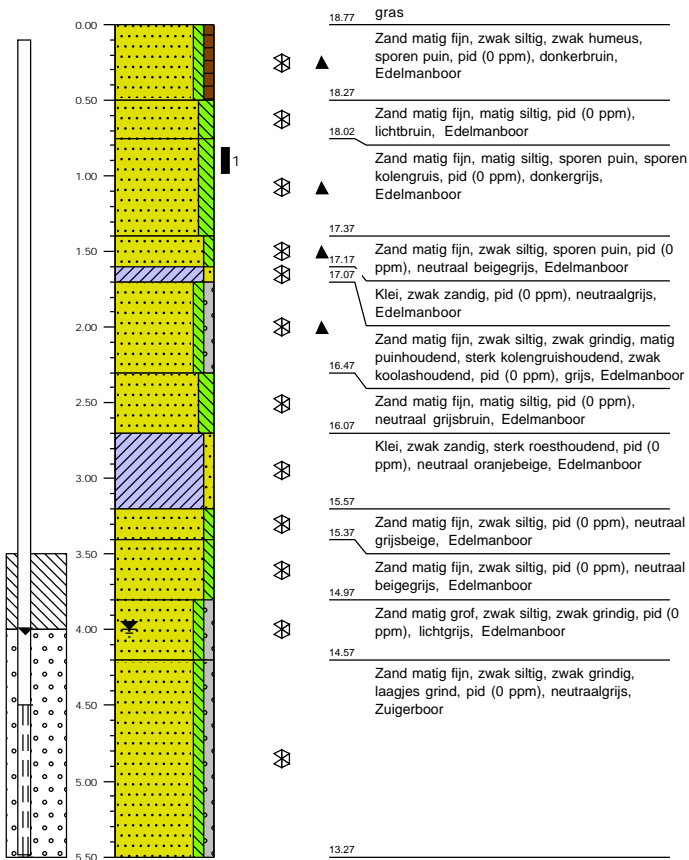 0.00
0.50
1.00
1.50
2.00
2.50
3.00
3.50
4.00
4.50
5.00
5.50
1
18.77 gras
Zand matig fijn, zwak siltig, zwak humeus,
sporen puin, pid (0 ppm), donkerbruin,
Edelmanboor
18.27
Zand matig fijn, matig siltig, pid (0 ppm),
lichtbruin, Edelmanboor
18.02
Zand matig fijn, matig siltig, sporen puin, sporen
kolengruis, pid (0 ppm), donkergrijs,
Edelmanboor
17.37
Zand matig fijn, zwak siltig, sporen puin, pid (0
ppm), neutraal beigegrijs, Edelmanboor
17.17
Klei, zwak zandig, pid (0 ppm), neutraalgrijs,
Edelmanboor
17.07
Zand matig fijn, zwak siltig, zwak grindig, matig
puinhoudend, sterk kolengruishoudend, zwak
koolashoudend, pid (0 ppm), grijs, Edelmanboor
16.47
Zand matig fijn, matig siltig, pid (0 ppm),
neutraal grijsbruin, Edelmanboor
16.07
Klei, zwak zandig, sterk roesthoudend, pid (0
ppm), neutraal oranjebeige, Edelmanboor
15.57
Zand matig fijn, zwak siltig, pid (0 ppm), neutraal
grijsbeige, Edelmanboor
15.37
Zand matig fijn, zwak siltig, pid (0 ppm), neutraal
beigegrijs, Edelmanboor
14.97
Zand matig grof, zwak siltig, zwak grindig, pid (0
ppm), lichtgrijs, Edelmanboor
14.57
Zand matig fijn, zwak siltig, zwak grindig,
laagjes grind, pid (0 ppm), neutraalgrijs,
Zuigerboor
13.27